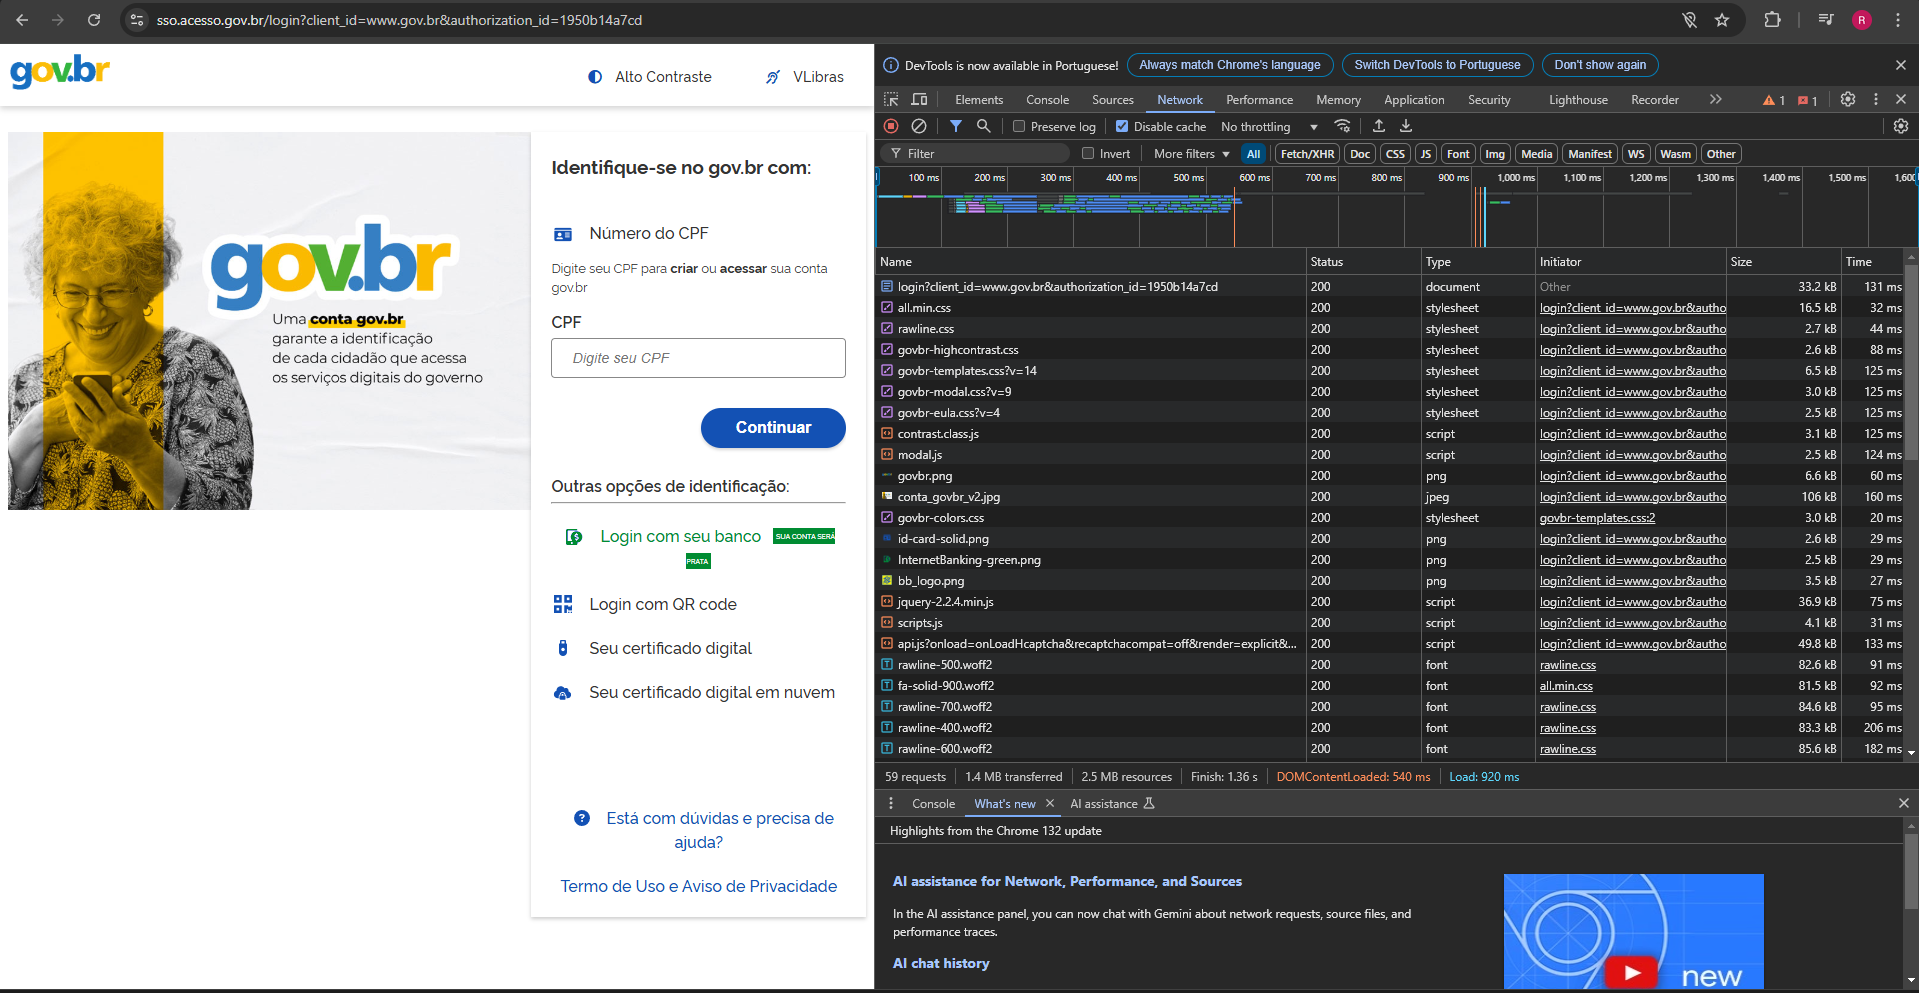 sso.acesso.gov.br/login?client_id=www.gov.br&authorization_id=1950b14a7cd
R
gov.br
Alto Contraste
VLibras
gov.br
Uma conta gov.br
garante a identificação
de cada cidadão que acessa
os serviços digitais do governo
Identifique-se no gov.br com:
Número do CPF
Digite seu CPF para criar ou acessar sua conta
gov.br
CPF
Digite seu CPF
Continuar
Outras opções de identificação:
Login com seu banco SUA CONTA SERÁ
PRATA
Login com QR code
Seu certificado digital
Seu certificado digital em nuvem
Está com dúvidas e precisa de
ajuda?
Termo de Uso e Aviso de Privacidade
DevTools is now available in Portuguese! Always match Chrome's language Switch DevTools to Portuguese Don't show again
Elements Console Sources Network Performance Memory Application Security Lighthouse Recorder 1 1
Preserve log Disable cache No throttling
Filter Invert More filters All Fetch/XHR Doc CSS JS Font Img Media Manifest WS Wasm Other
100 ms 200 ms 300 ms 400 ms 500 ms 600 ms 700 ms 800 ms 900 ms 1,000 ms 1,100 ms 1,200 ms 1,300 ms 1,400 ms 1,500 ms 1,600
Name Status Type Initiator Size Time
login?client_id=www.gov.br&authorization_id=1950b14a7cd 200 document Other 33.2 kB 131 ms
all.min.css 200 stylesheet login?client_id=www.gov.br&autho 16.5 kB 32 ms
rawline.css 200 stylesheet login?client_id=www.gov.br&autho 2.7 kB 44 ms
govbr-highcontrast.css 200 stylesheet login?client_id=www.gov.br&autho 2.6 kB 88 ms
govbr-templates.css?v=14 200 stylesheet login?client_id=www.gov.br&autho 6.5 kB 125 ms
govbr-modal.css?v=9 200 stylesheet login?client_id=www.gov.br&autho 3.0 kB 125 ms
govbr-eula.css?v=4 200 stylesheet login?client_id=www.gov.br&autho 2.5 kB 125 ms
contrast.class.js 200 script login?client_id=www.gov.br&autho 3.1 kB 125 ms
modal.js 200 script login?client_id=www.gov.br&autho 2.5 kB 124 ms
govbr.png 200 png login?client_id=www.gov.br&autho 6.6 kB 60 ms
conta_govbr_v2.jpg 200 jpeg login?client_id=www.gov.br&autho 106 kB 160 ms
govbr-colors.css 200 stylesheet govbr-templates.css:2 3.0 kB 20 ms
id-card-solid.png 200 png login?client_id=www.gov.br&autho 2.6 kB 29 ms
InternetBanking-green.png 200 png login?client_id=www.gov.br&autho 2.5 kB 29 ms
bb_logo.png 200 png login?client_id=www.gov.br&autho 3.5 kB 27 ms
jquery-2.2.4.min.js 200 script login?client_id=www.gov.br&autho 36.9 kB 75 ms
scripts.js 200 script login?client_id=www.gov.br&autho 4.1 kB 31 ms
api.js?onload=onLoadHcaptcha&recaptchacompat=off&render=explicit&... 200 script login?client_id=www.gov.br&autho 49.8 kB 133 ms
rawline-500.woff2 200 font rawline.css 82.6 kB 91 ms
fa-solid-900.woff2 200 font all.min.css 81.5 kB 92 ms
rawline-700.woff2 200 font rawline.css 84.6 kB 95 ms
rawline-400.woff2 200 font rawline.css 83.3 kB 206 ms
rawline-600.woff2 200 font rawline.css 85.6 kB 182 ms
59 requests 1.4 MB transferred 2.5 MB resources Finish: 1.36 s DOMContentLoaded: 540 ms Load: 920 ms
Console What's new AI assistance
Highlights from the Chrome 132 update
AI assistance for Network, Performance, and Sources
In the AI assistance panel, you can now chat with Gemini about network requests, source files, and
performance traces.
AI chat history
new